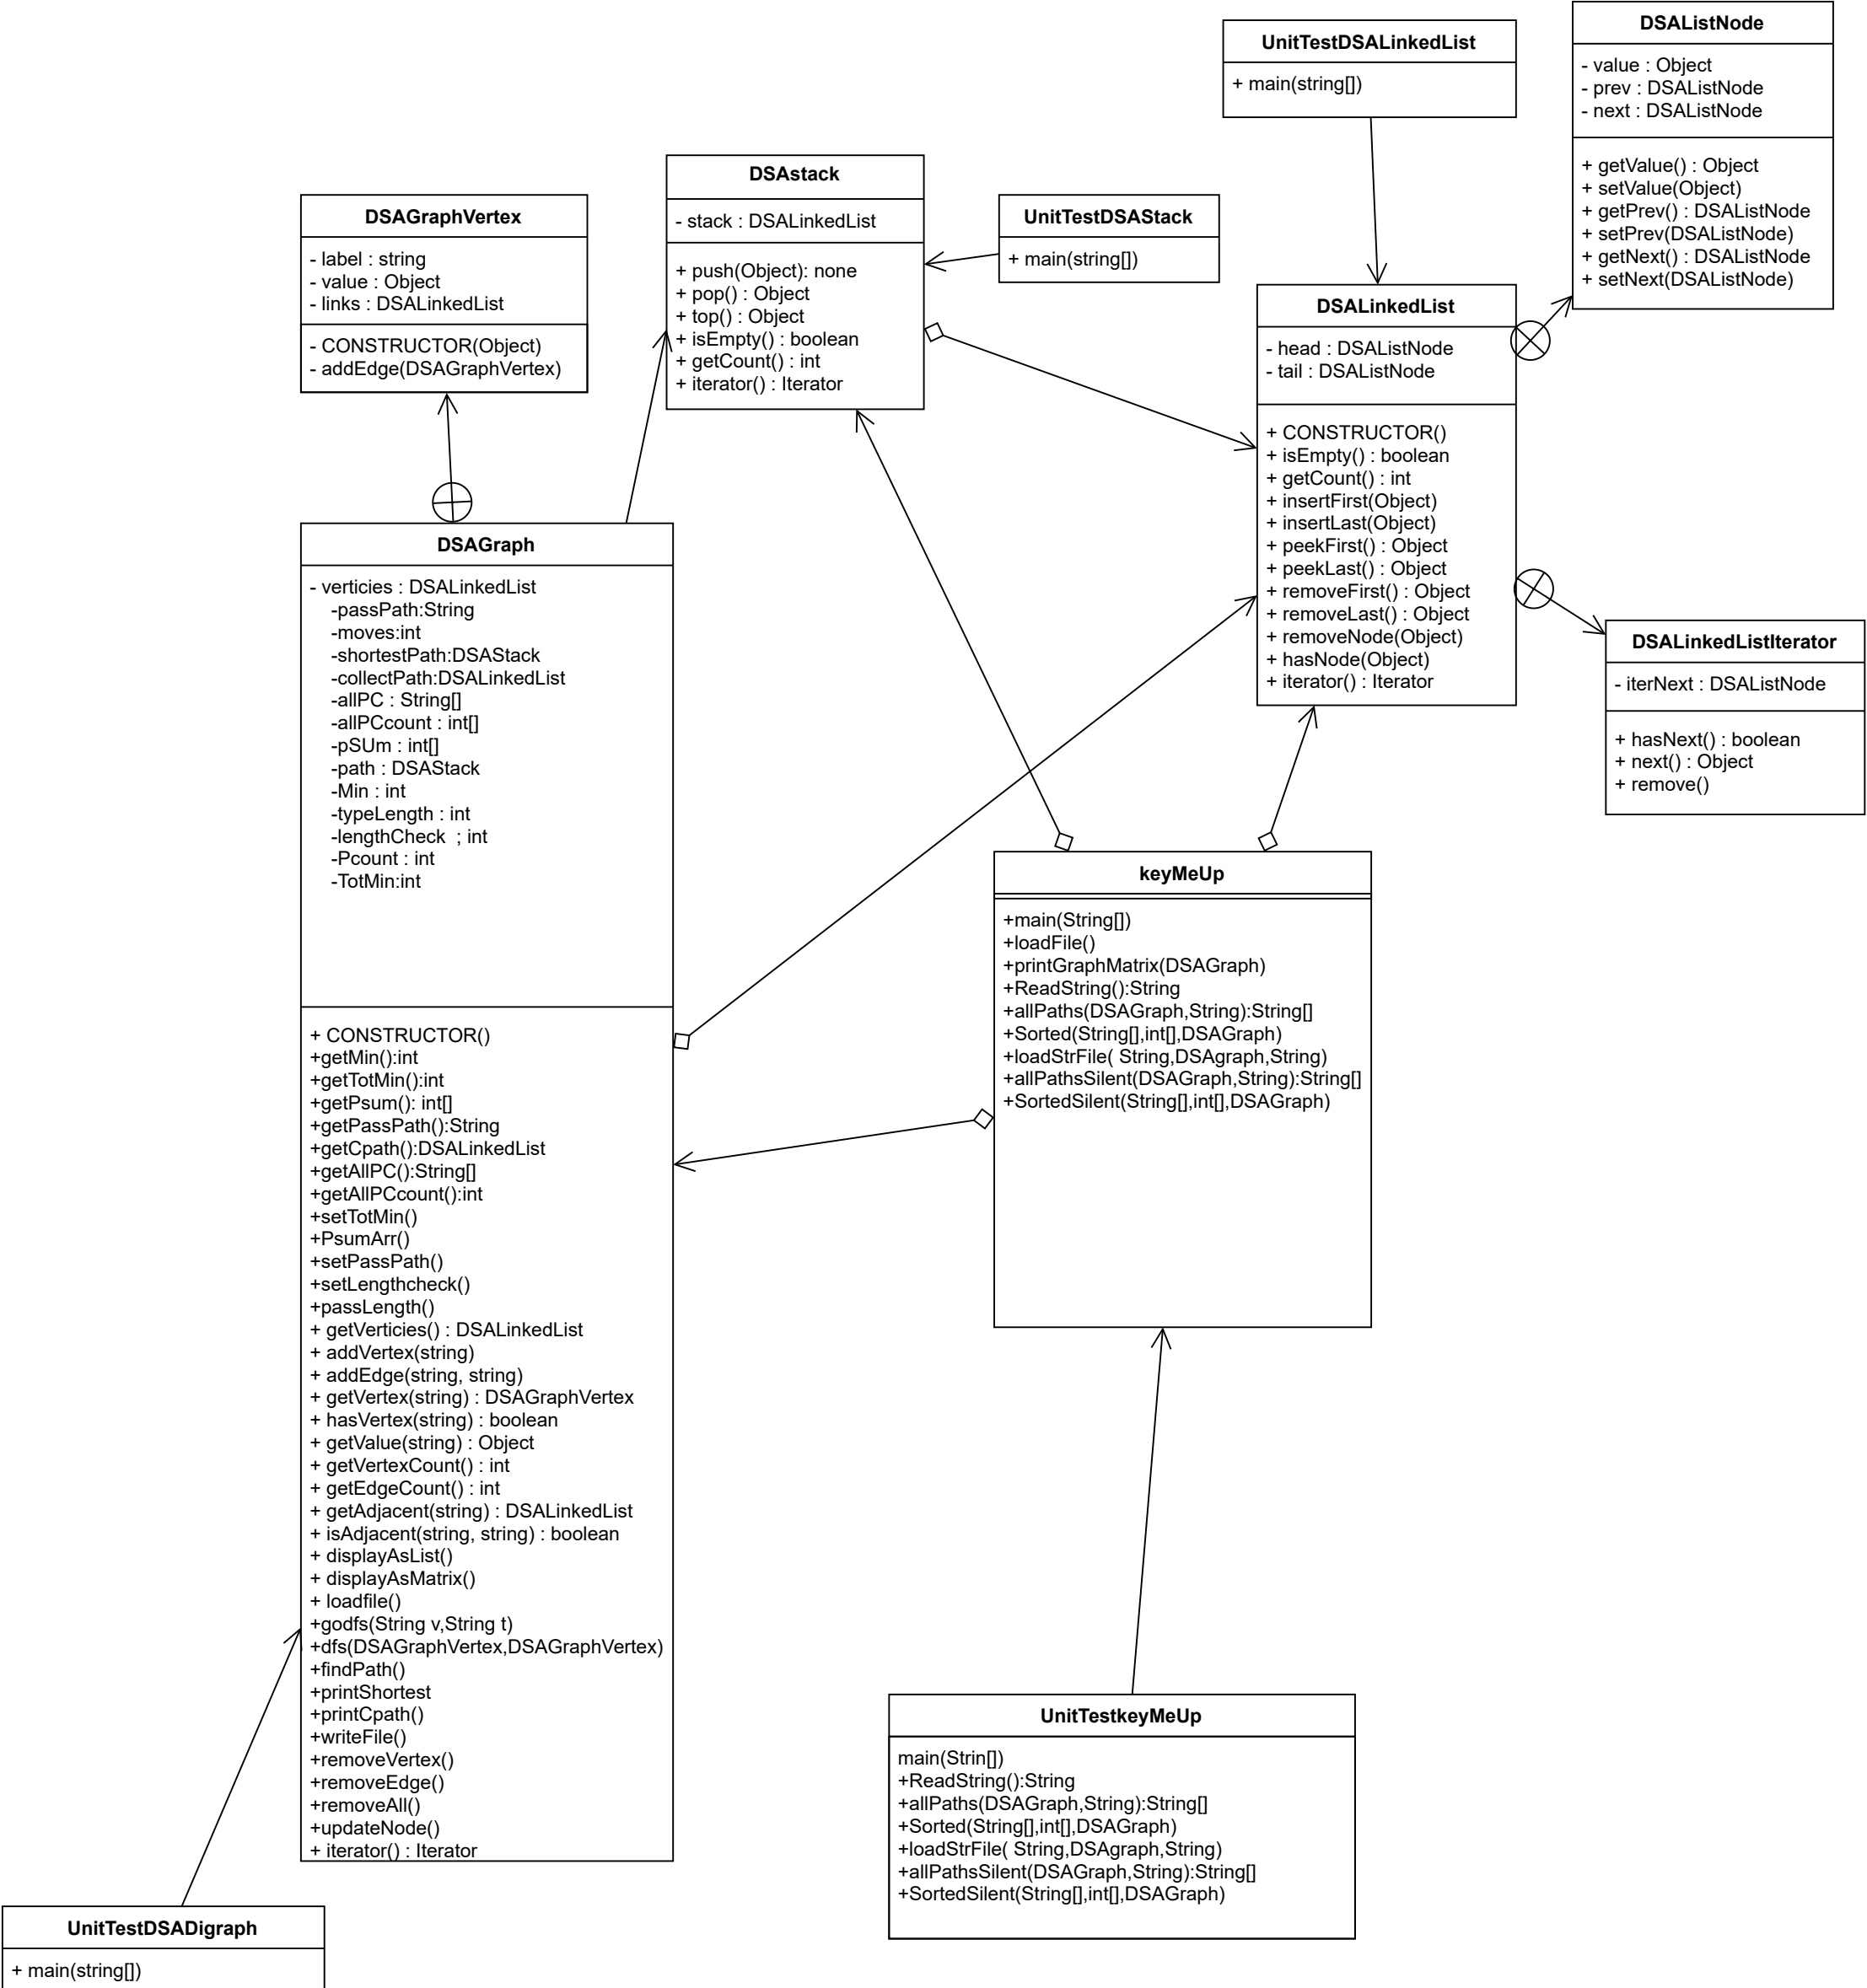 UnitTestDSALinkedList
+ main(string[])
DSAListNode
- value : Object
- prev : DSAListNode
- next : DSAListNode
+ getValue() : Object
+ setValue(Object)
+ getPrev() : DSAListNode
+ setPrev(DSAListNode)
+ getNext() : DSAListNode
+ setNext(DSAListNode)
DSAstack
- stack : DSALinkedList
+ push(Object): none
+ pop() : Object
+ top() : Object
+ isEmpty() : boolean
+ getCount() : int
+ iterator() : Iterator
UnitTestDSAStack
+ main(string[])
DSAGraphVertex
- label : string
- value : Object
- links : DSALinkedList
- CONSTRUCTOR(Object)
- addEdge(DSAGraphVertex)
DSALinkedList
- head : DSAListNode
- tail : DSAListNode
+ CONSTRUCTOR()
+ isEmpty() : boolean
+ getCount() : int
+ insertFirst(Object)
+ insertLast(Object)
+ peekFirst() : Object
+ peekLast() : Object
+ removeFirst() : Object
+ removeLast() : Object
+ removeNode(Object)
+ hasNode(Object)
+ iterator() : Iterator
DSALinkedListIterator
- iterNext : DSAListNode
+ hasNext() : boolean
+ next() : Object
+ remove()
DSAGraph
- verticies : DSALinkedList
-passPath:String
-moves:int
-shortestPath:DSAStack
-collectPath:DSALinkedList
-allPC : String[]
-allPCcount : int[]
-pSUm : int[]
-path : DSAStack
-Min : int
-typeLength : int
-lengthCheck  ; int
-Pcount : int
-TotMin:int
+ CONSTRUCTOR()
+getMin():int
+getTotMin():int
+getPsum(): int[]
+getPassPath():String
+getCpath():DSALinkedList
+getAllPC():String[]
+getAllPCcount():int
+setTotMin()
+PsumArr()
+setPassPath()
+setLengthcheck()
+passLength()
+ getVerticies() : DSALinkedList
+ addVertex(string)
+ addEdge(string, string)
+ getVertex(string) : DSAGraphVertex
+ hasVertex(string) : boolean
+ getValue(string) : Object
+ getVertexCount() : int
+ getEdgeCount() : int
+ getAdjacent(string) : DSALinkedList
+ isAdjacent(string, string) : boolean
+ displayAsList()
+ displayAsMatrix()
+ loadfile()
+godfs(String v,String t)
+dfs(DSAGraphVertex,DSAGraphVertex)
+findPath()
+printShortest
+printCpath()
+writeFile()
+removeVertex()
+removeEdge()
+removeAll()
+updateNode()
+ iterator() : Iterator
keyMeUp
+main(String[])
+loadFile()
+printGraphMatrix(DSAGraph)
+ReadString():String
+allPaths(DSAGraph,String):String[]
+Sorted(String[],int[],DSAGraph)
+loadStrFile( String,DSAgraph,String)
+allPathsSilent(DSAGraph,String):String[]
+SortedSilent(String[],int[],DSAGraph)
UnitTestkeyMeUp
main(Strin[])
+ReadString():String
+allPaths(DSAGraph,String):String[]
+Sorted(String[],int[],DSAGraph)
+loadStrFile( String,DSAgraph,String)
+allPathsSilent(DSAGraph,String):String[]
+SortedSilent(String[],int[],DSAGraph)
UnitTestDSADigraph
+ main(string[])